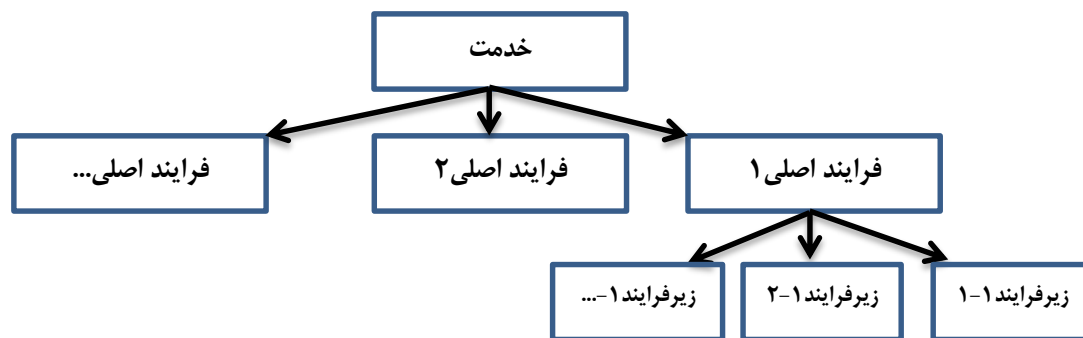 خدمت
فرایند اصلی۱
فرایند اصلی۲
فرایند اصلی...
زیرفرایند۱-۱
زیرفرایند۱-۲
زیرفرایند۱-...